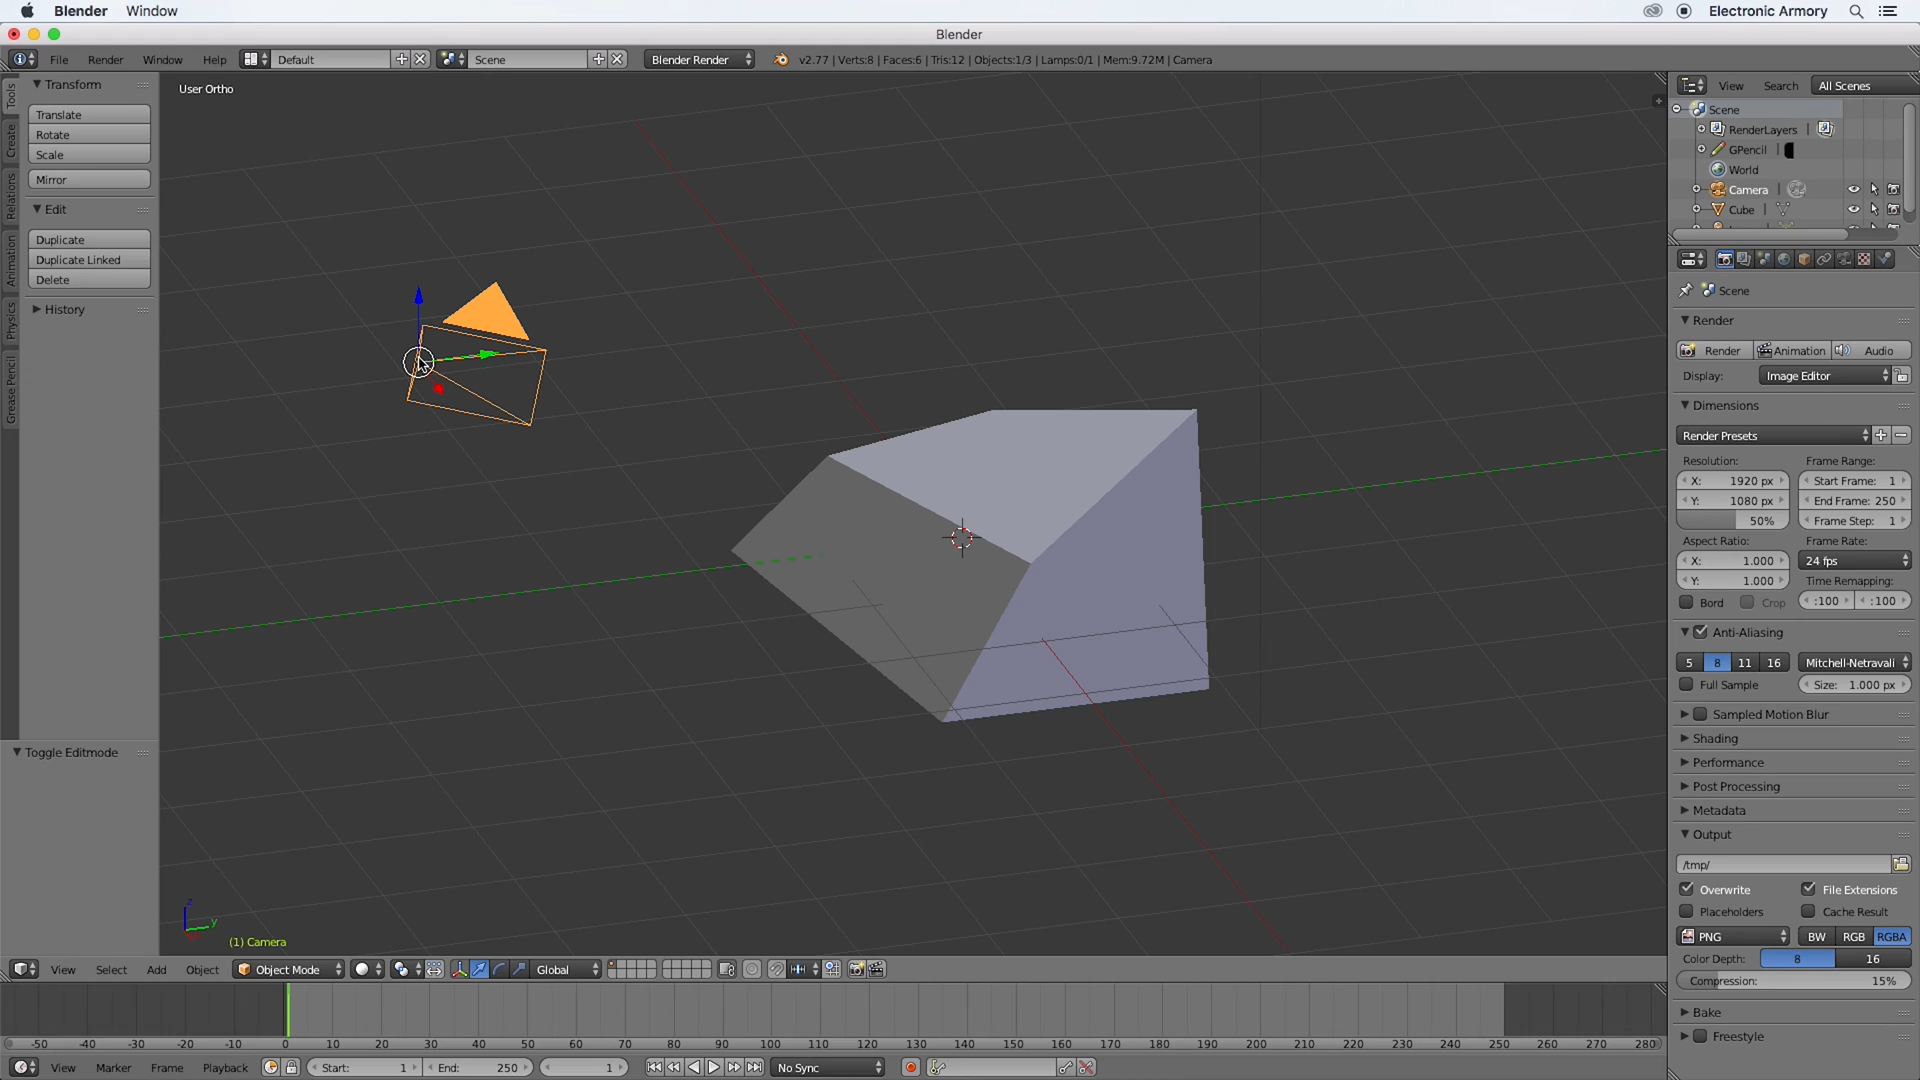 Blender Window Electronic Armory
Blender
File Render Window Help Default Scene Blender Render v2.77 | Verts:8 | Faces:6 | Tris:12 | Objects:1/3 | Lamps:0/1 | Mem:9.72M | Camera
Tools
Create
Relations
Animation
Physics
Grease Pencil
Transform
Translate
Rotate
Scale
Mirror
Edit
Duplicate
Duplicate Linked
Delete
History
Toggle Editmode
User Ortho
z
y
(1) Camera
View Search All Scenes
Scene
RenderLayers |
GPencil |
World
Camera |
Cube |
Scene
Render
Render Animation Audio
Display: Image Editor
Dimensions
Render Presets
Resolution: Frame Range:
X: 1920 px Start Frame: 1
Y: 1080 px End Frame: 250
50% Frame Step: 1
Aspect Ratio: Frame Rate:
X: 1.000 24 fps
Y: 1.000 Time Remapping:
Bord Crop :100 :100
Anti-Aliasing
5 8 11 16 Mitchell-Netravali
Full Sample Size: 1.000 px
Sampled Motion Blur
Shading
Performance
Post Processing
Metadata
Output
/tmp/
Overwrite File Extensions
Placeholders Cache Result
PNG BW RGB RGBA
Color Depth: 8 16
Compression: 15%
Bake
Freestyle
View Select Add Object Object Mode Global
-50 -40 -30 -20 -10 0 10 20 30 40 50 60 70 80 90 100 110 120 130 140 150 160 170 180 190 200 210 220 230 240 250 260 270 280
View Marker Frame Playback Start: 1 End: 250 1 No Sync